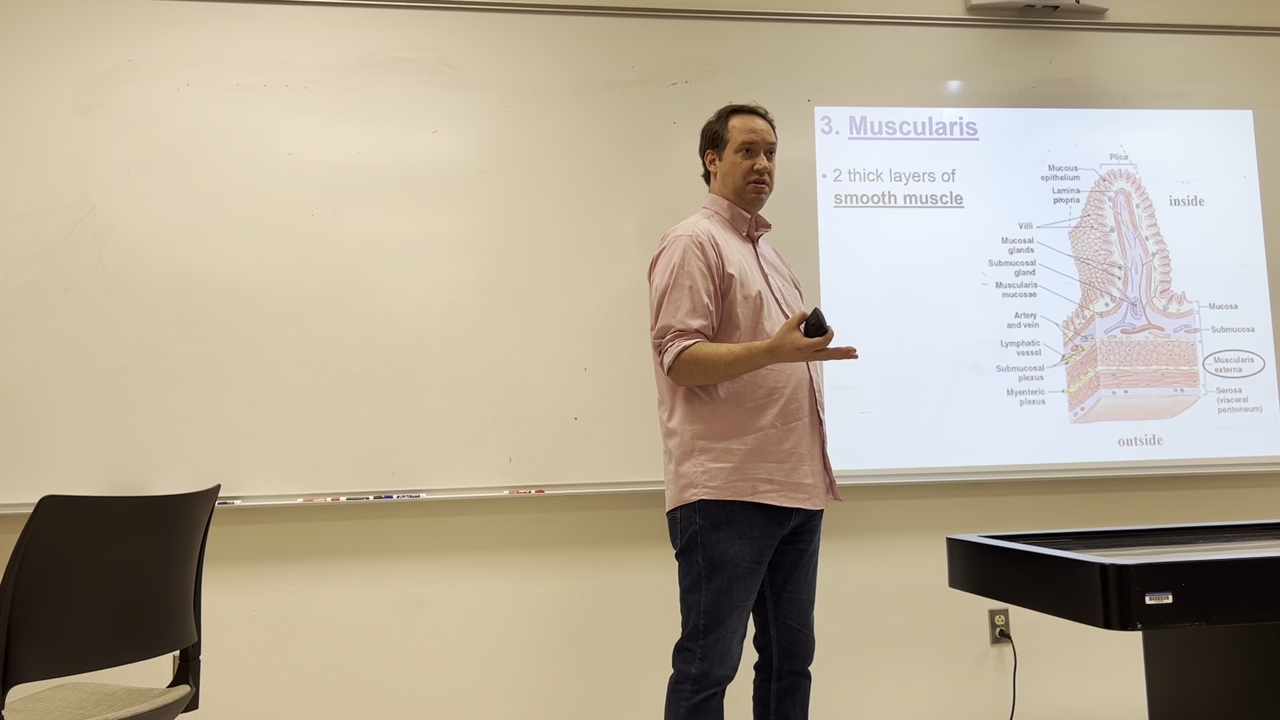 3. Muscularis
• 2 thick layers of
smooth muscle
Plica
Mucous
epithelium
Lamina
propria
inside
Villi
Mucosal
glands
Submucosal
gland
Muscularis
mucosae
Artery
and vein
Lymphatic
vessel
Submucosal
plexus
Myenteric
plexus
Mucosa
Submucosa
Muscularis
externa
Serosa
(visceral
peritoneum)
outside